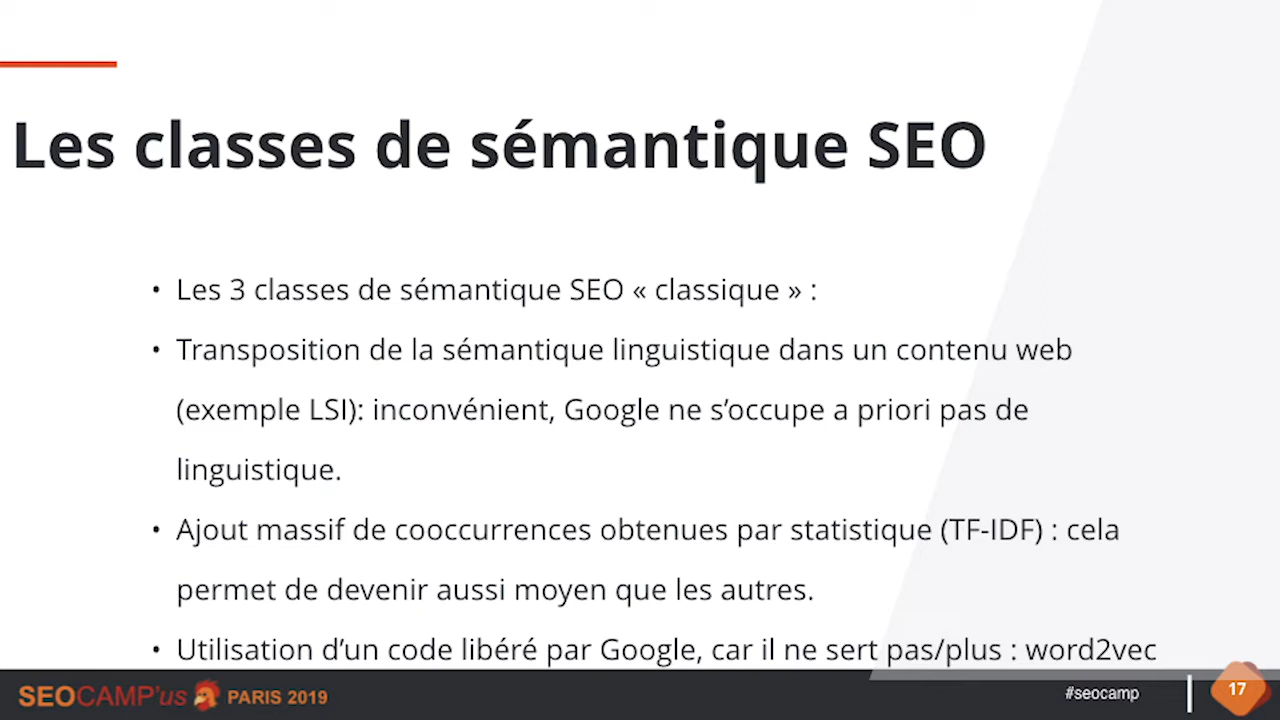 Les classes de sémantique SEO
• Les 3 classes de sémantique SEO « classique » :
• Transposition de la sémantique linguistique dans un contenu web
(exemple LSI): inconvénient, Google ne s’occupe a priori pas de
linguistique.
• Ajout massif de cooccurrences obtenues par statistique (TF-IDF) : cela
permet de devenir aussi moyen que les autres.
• Utilisation d’un code libéré par Google, car il ne sert pas/plus : word2vec
SEOCAMP'us PARIS 2019
#seocamp
17